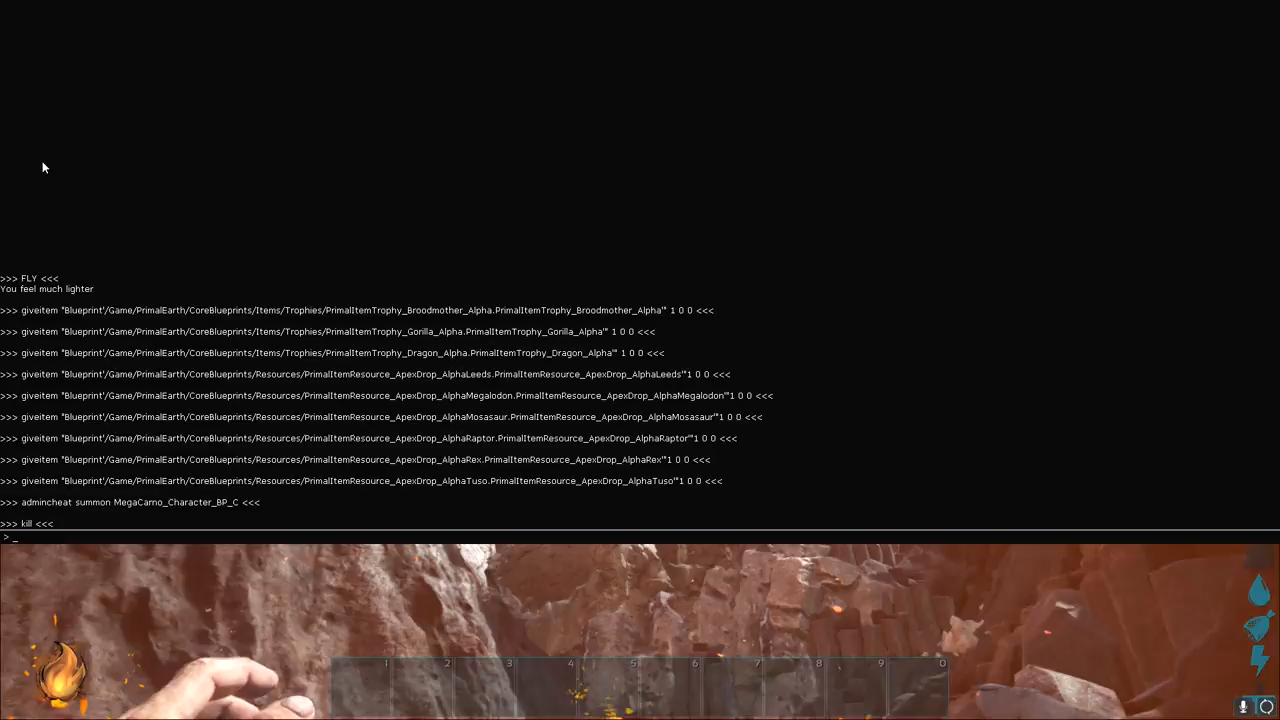 >>> FLY <<<
You feel much lighter
>>> giveitem "Blueprint'/Game/PrimalEarth/CoreBlueprints/Items/Trophies/PrimalItemTrophy_Broodmother_Alpha.PrimalItemTrophy_Broodmother_Alpha'" 1 0 0 <<<
>>> giveitem "Blueprint'/Game/PrimalEarth/CoreBlueprints/Items/Trophies/PrimalItemTrophy_Gorilla_Alpha.PrimalItemTrophy_Gorilla_Alpha'" 1 0 0 <<<
>>> giveitem "Blueprint'/Game/PrimalEarth/CoreBlueprints/Items/Trophies/PrimalItemTrophy_Dragon_Alpha.PrimalItemTrophy_Dragon_Alpha'" 1 0 0 <<<
>>> giveitem "Blueprint'/Game/PrimalEarth/CoreBlueprints/Resources/PrimalItemResource_ApexDrop_AlphaLeeds.PrimalItemResource_ApexDrop_AlphaLeeds'"1 0 0 <<<
>>> giveitem "Blueprint'/Game/PrimalEarth/CoreBlueprints/Resources/PrimalItemResource_ApexDrop_AlphaMegalodon.PrimalItemResource_ApexDrop_AlphaMegalodon'"1 0 0 <<<
>>> giveitem "Blueprint'/Game/PrimalEarth/CoreBlueprints/Resources/PrimalItemResource_ApexDrop_AlphaMosasaur.PrimalItemResource_ApexDrop_AlphaMosasaur'"1 0 0 <<<
>>> giveitem "Blueprint'/Game/PrimalEarth/CoreBlueprints/Resources/PrimalItemResource_ApexDrop_AlphaRaptor.PrimalItemResource_ApexDrop_AlphaRaptor'"1 0 0 <<<
>>> giveitem "Blueprint'/Game/PrimalEarth/CoreBlueprints/Resources/PrimalItemResource_ApexDrop_AlphaRex.PrimalItemResource_ApexDrop_AlphaRex'"1 0 0 <<<
>>> giveitem "Blueprint'/Game/PrimalEarth/CoreBlueprints/Resources/PrimalItemResource_ApexDrop_AlphaTuso.PrimalItemResource_ApexDrop_AlphaTuso'"1 0 0 <<<
>>> admincheat summon MegaCarno_Character_BP_C <<<
>>> kill <<<
> _
1 2 3 4 5 6 7 8 9 0